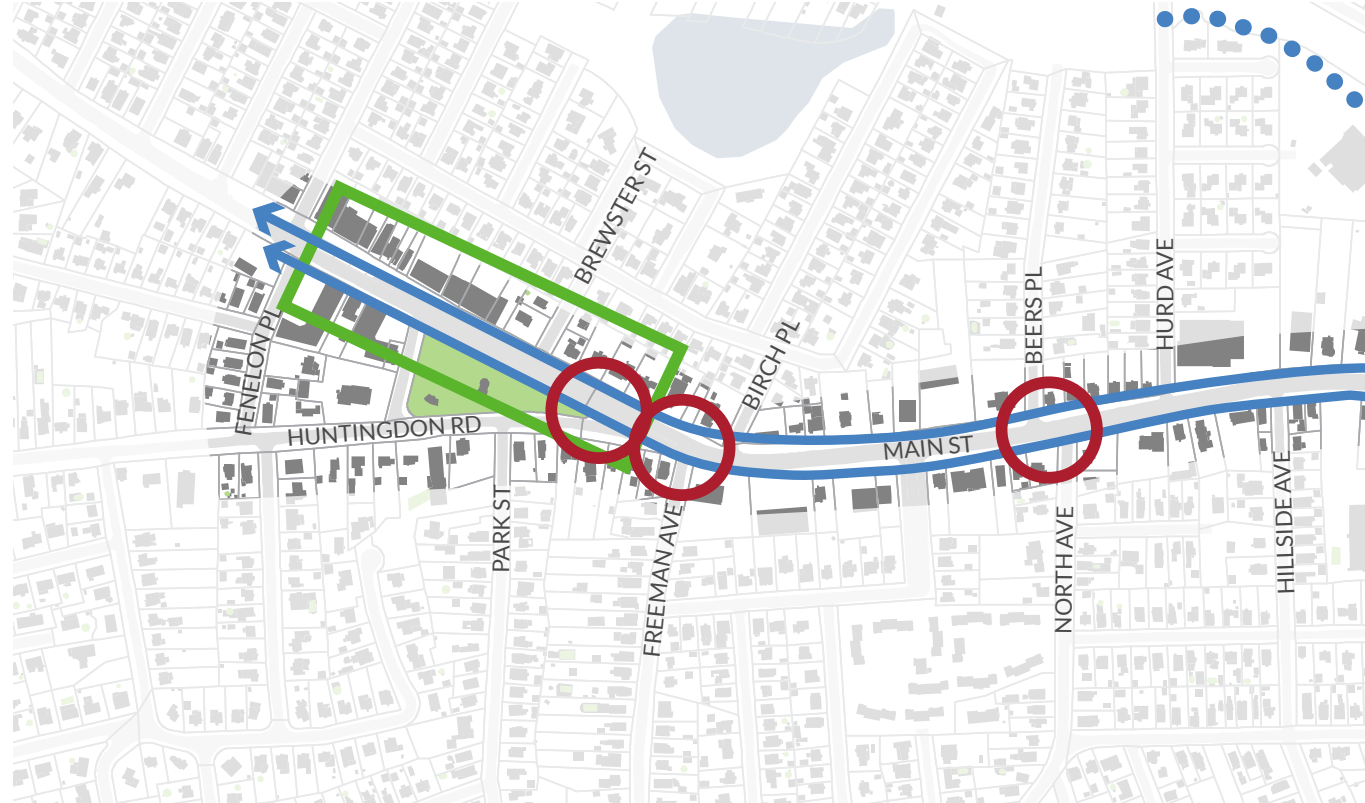 BREWSTER ST
HURD AVE
BEERS PL
BIRCH PL
FENELON PL
HUNTINGDON RD
MAIN ST
PARK ST
FREEMAN AVE
NORTH AVE
HILLSIDE AVE